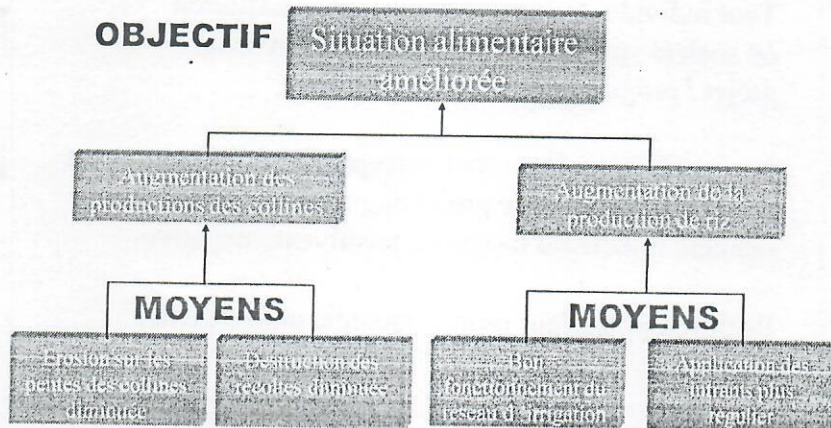 OBJECTIF
Situation alimentaire
améliorée
Augmentation des
productions des collines
Augmentation de la
production de riz
MOYENS
MOYENS
Erosion sur les
pentes des collines
diminuée
Destruction des
récoltes diminuée
Bon
fonctionnement du
réseau d'irrigation
Application des
intrants plus
régulier